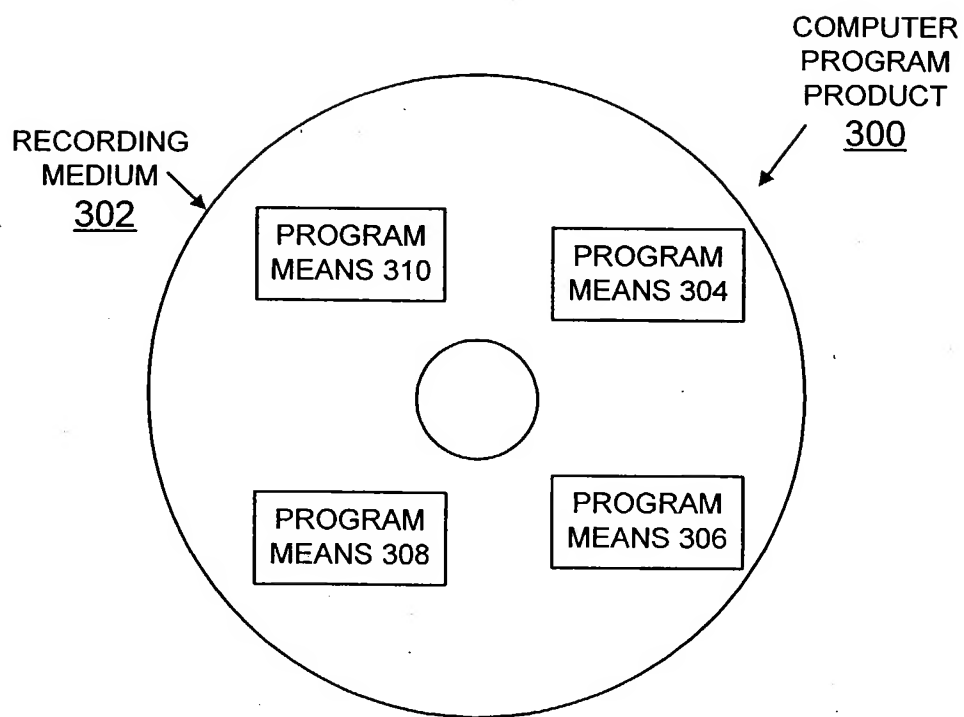 COMPUTER
PROGRAM
PRODUCT
300
RECORDING
MEDIUM
302
PROGRAM
MEANS 310
PROGRAM
MEANS 304
PROGRAM
MEANS 308
PROGRAM
MEANS 306